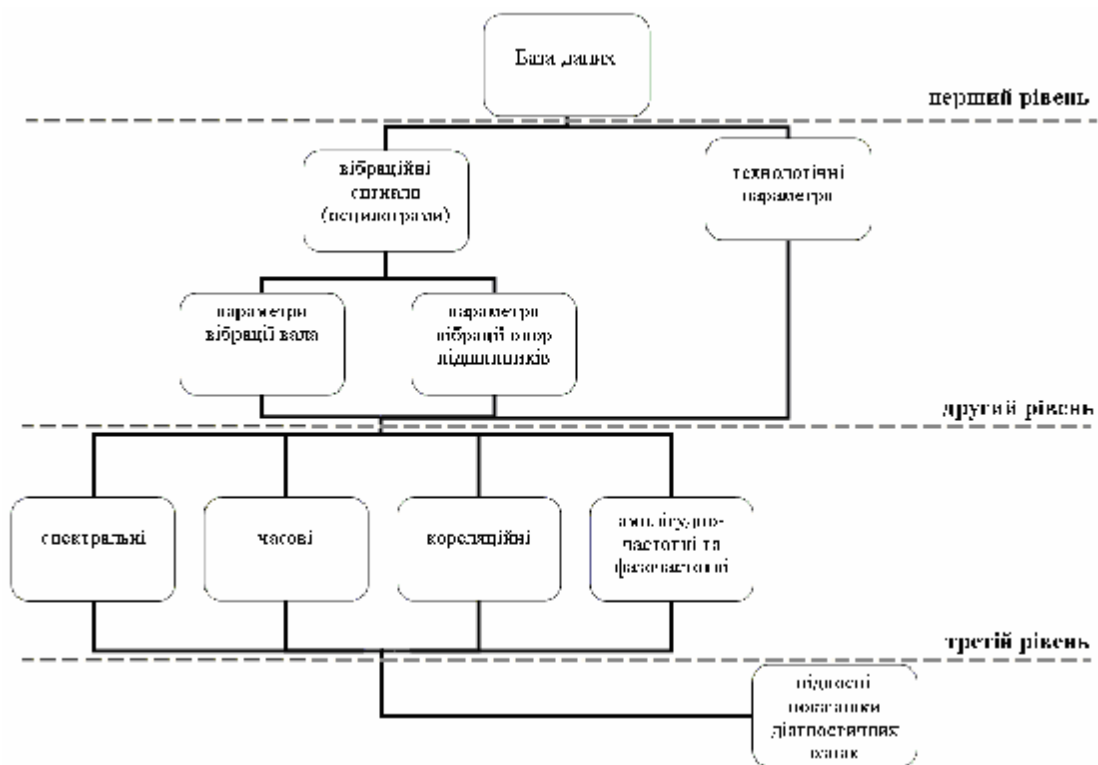 База даних
перший рівень
вібраційні
сигнали
(осцилограми)
технологічні
параметри
параметри
вібрації вала
параметри
вібрації опор
підшипників
другий рівень
спектральні
часові
кореляційні
амплітудно-
частотні та
фазочастотні
третій рівень
показники
діагностичних
ознак